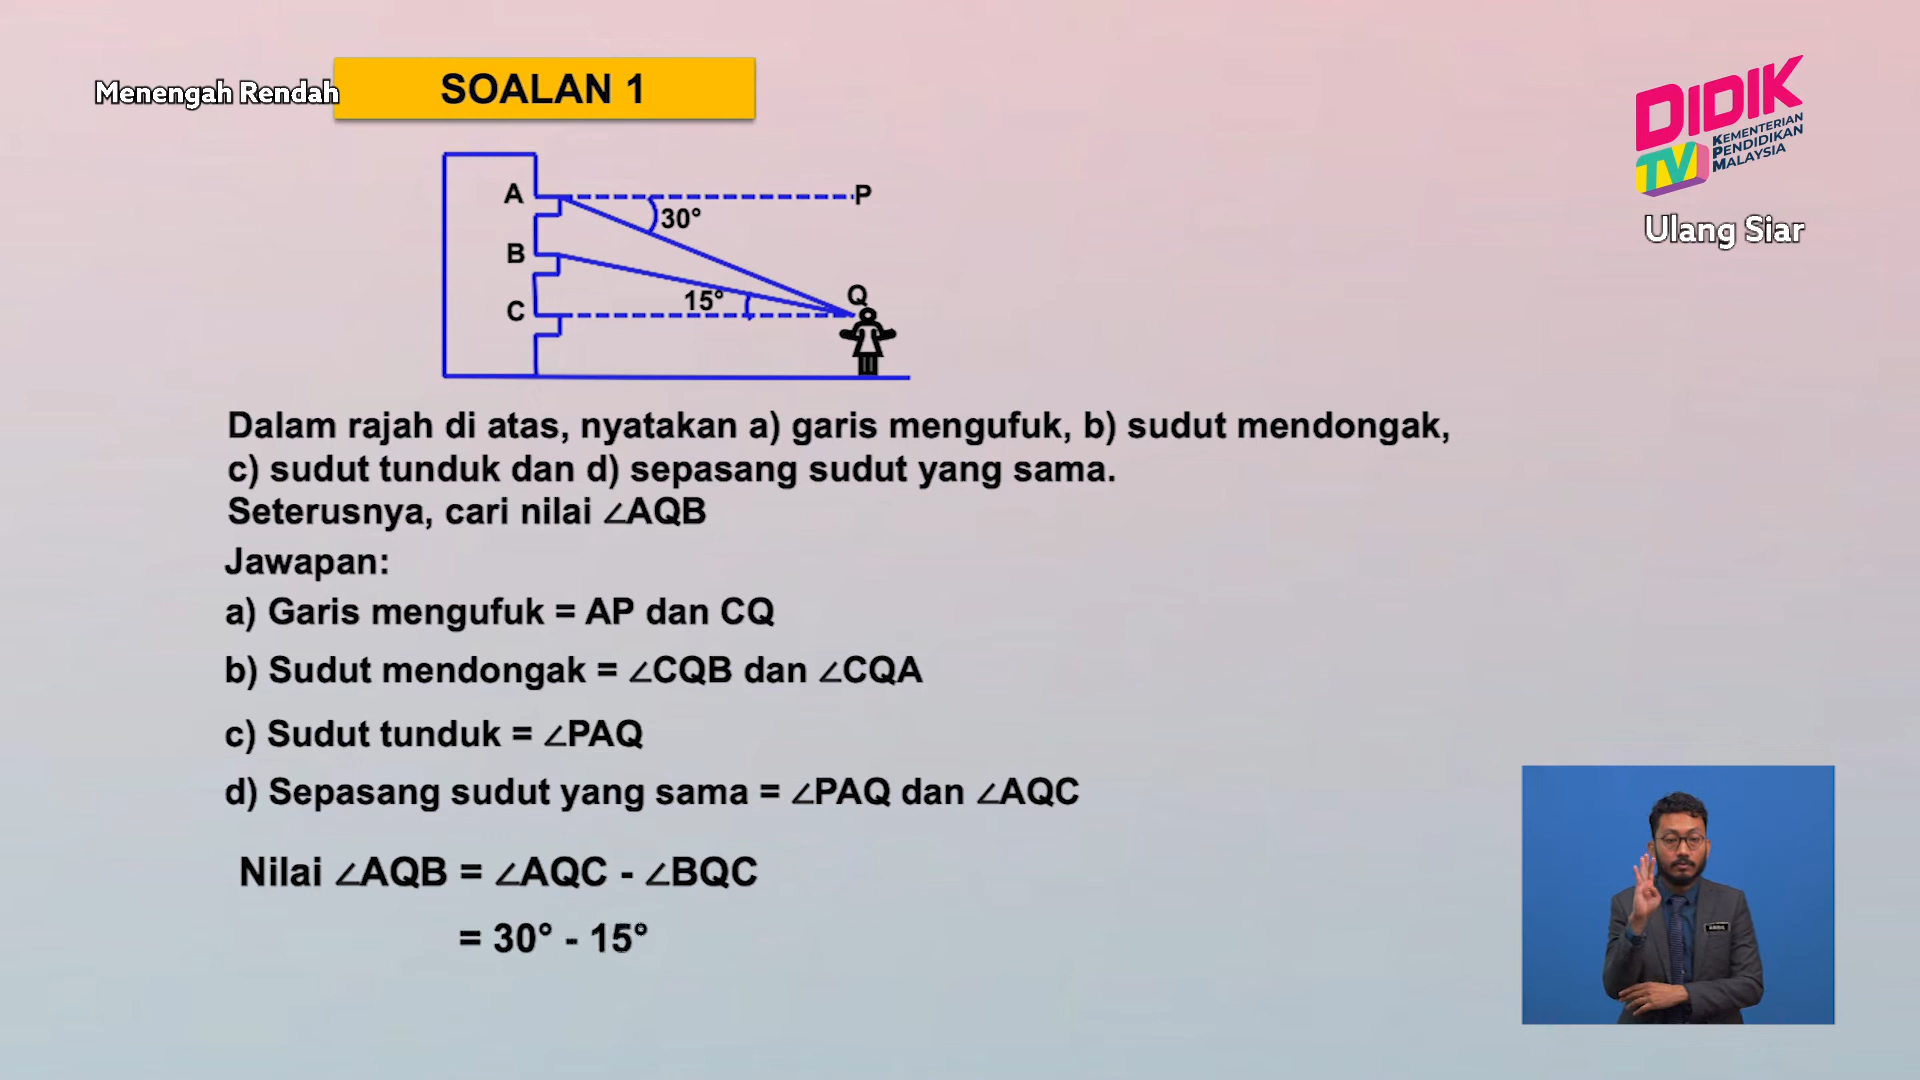 Menengah Rendah
SOALAN 1
DIDIK
TV
KEMENTERIAN
PENDIDIKAN
MALAYSIA
Ulang Siar
A
P
30°
B
C
15°
Q
Dalam rajah di atas, nyatakan a) garis mengufuk, b) sudut mendongak,
c) sudut tunduk dan d) sepasang sudut yang sama.
Seterusnya, cari nilai ∠AQB
Jawapan:
a) Garis mengufuk = AP dan CQ
b) Sudut mendongak = ∠CQB dan ∠CQA
c) Sudut tunduk = ∠PAQ
d) Sepasang sudut yang sama = ∠PAQ dan ∠AQC
Nilai ∠AQB = ∠AQC - ∠BQC
= 30° - 15°